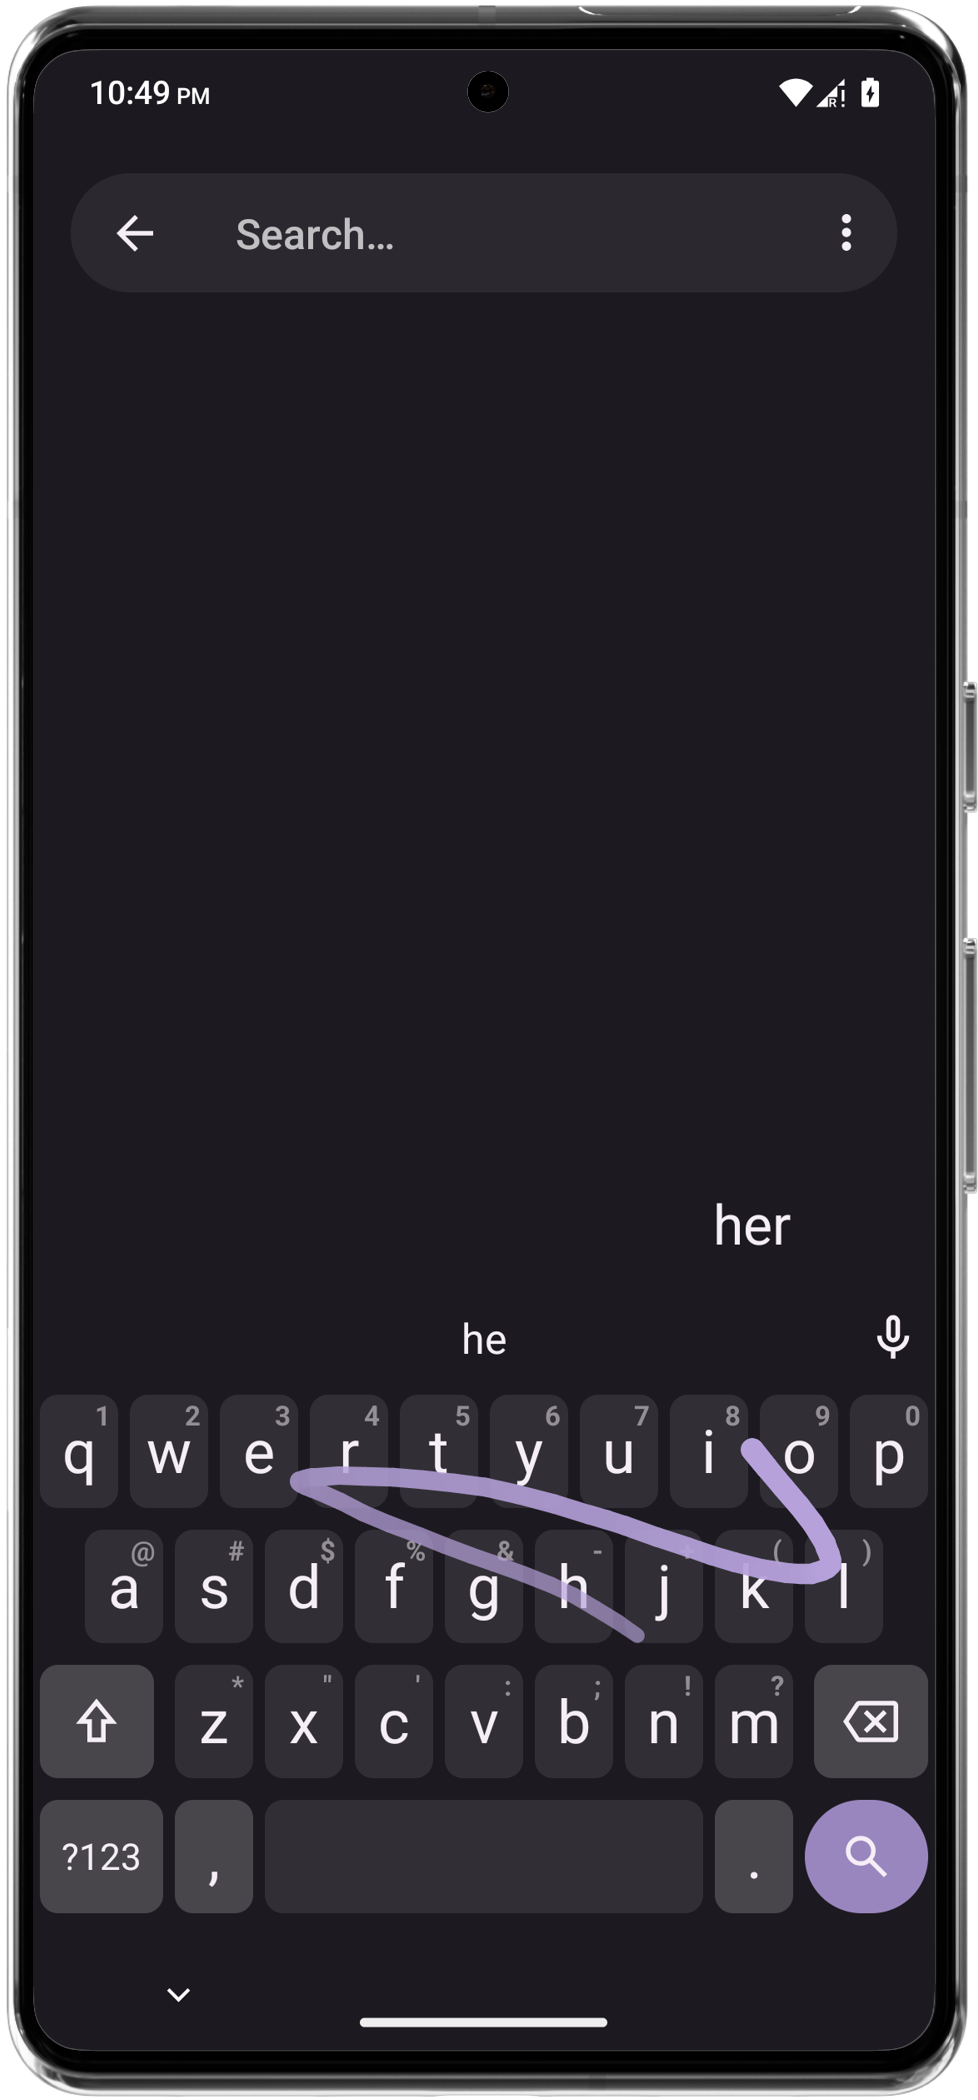 10:49 PM
R!
Search…
her
he
1 2 3 4 5 6 7 8 9 0
q w e r t y u i o p
@ # $ % & - + ( )
a s d f g h j k l
* " ' : ; ! ?
z x c v b n m
?123 , .